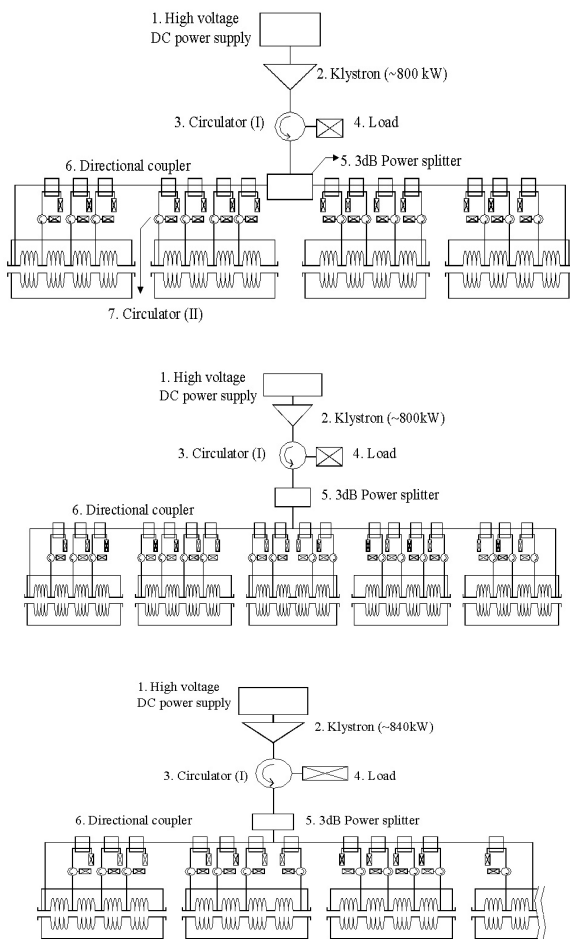 1. High voltage
DC power supply
2. Klystron (~800 kW)
3. Circulator (I)
4. Load
5. 3dB Power splitter
6. Directional coupler
7. Circulator (II)
1. High voltage
DC power supply
2. Klystron (~800kW)
3. Circulator (I)
4. Load
5. 3dB Power splitter
6. Directional coupler
1. High voltage
DC power supply
2. Klystron (~840kW)
3. Circulator (I)
4. Load
6. Directional coupler
5. 3dB Power splitter